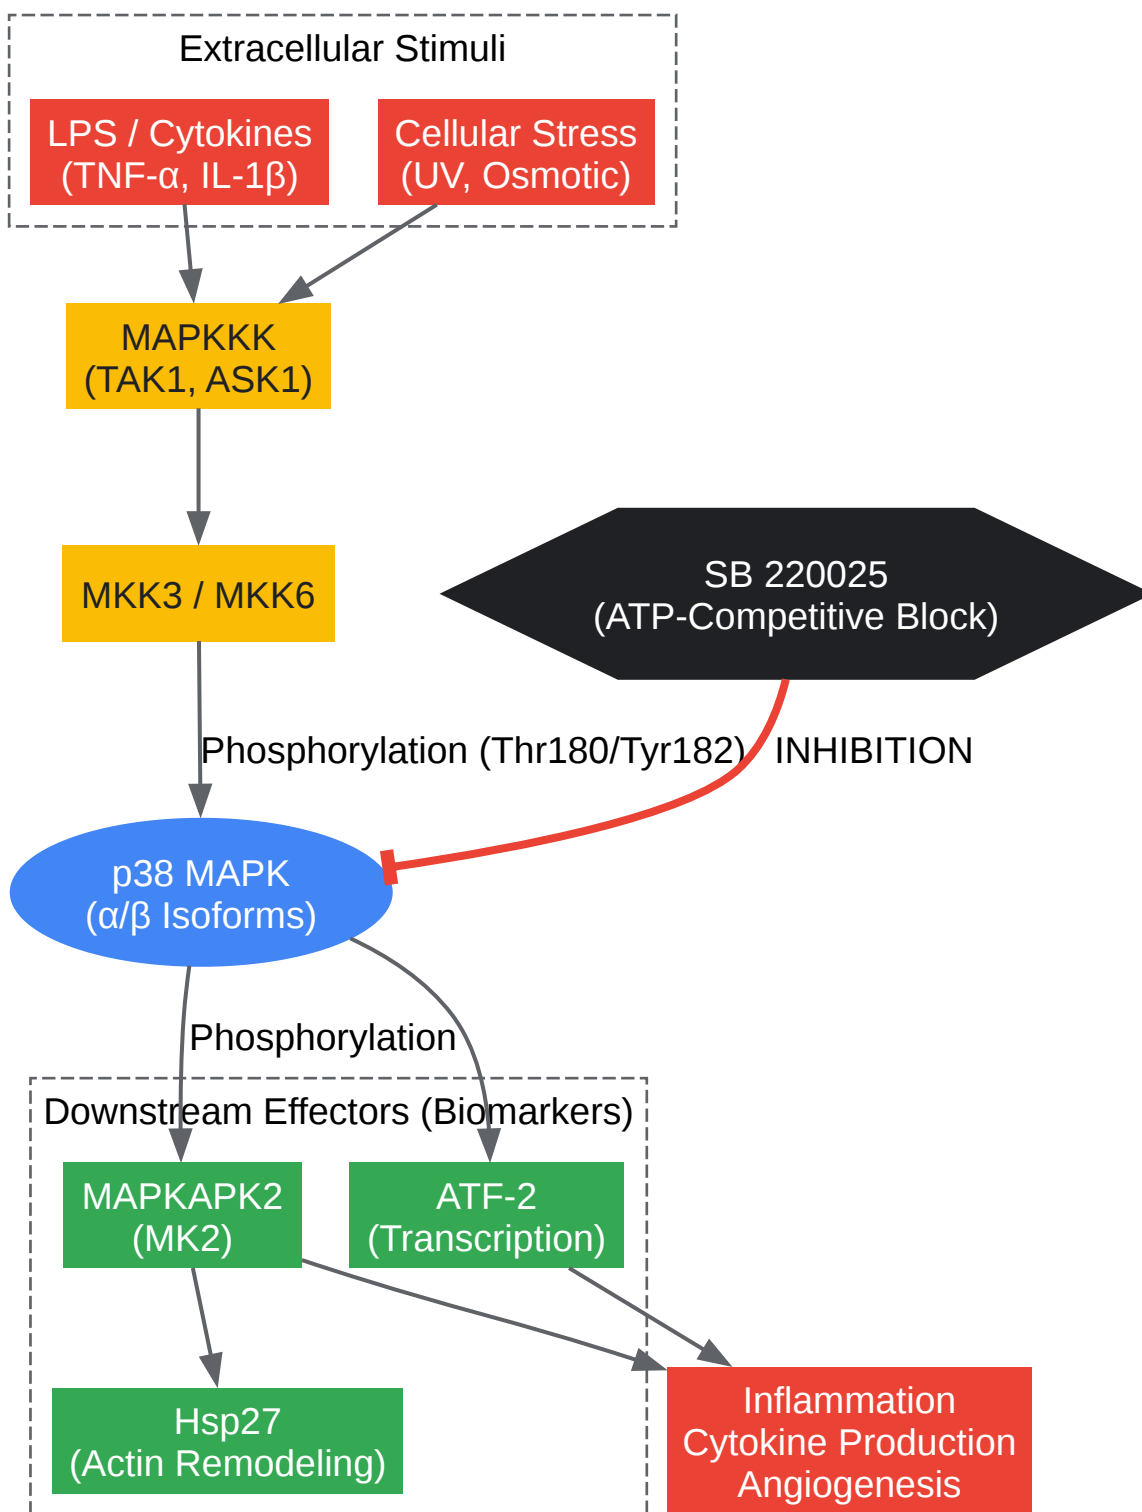 Extracellular Stimuli
LPS / Cytokines
(TNF-α, IL-1β)
Cellular Stress
(UV, Osmotic)
MAPKKK
(TAK1, ASK1)
MKK3 / MKK6
SB 220025
(ATP-Competitive Block)
Phosphorylation (Thr180/Tyr182)
INHIBITION
p38 MAPK
(α/β Isoforms)
Phosphorylation
Downstream Effectors (Biomarkers)
MAPKAPK2
(MK2)
ATF-2
(Transcription)
Hsp27
(Actin Remodeling)
Inflammation
Cytokine Production
Angiogenesis